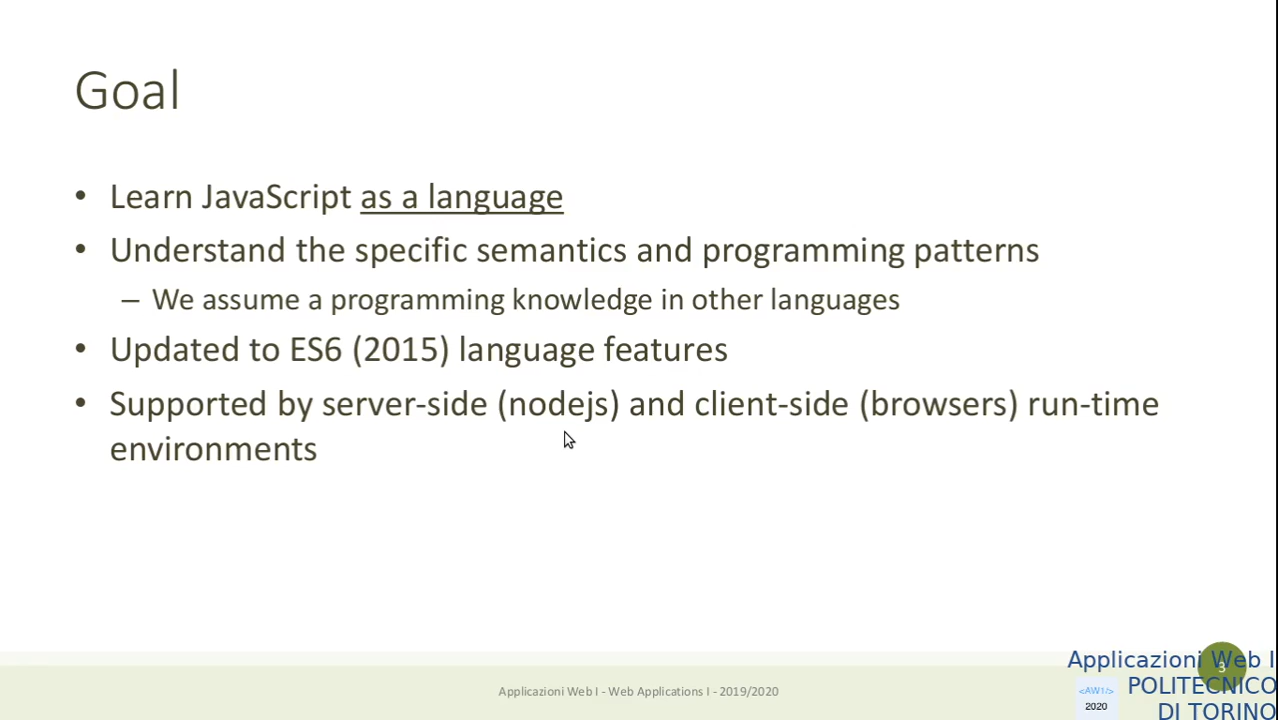 Goal
• Learn JavaScript as a language
• Understand the specific semantics and programming patterns
– We assume a programming knowledge in other languages
• Updated to ES6 (2015) language features
• Supported by server-side (nodejs) and client-side (browsers) run-time
environments
Applicazioni Web I - Web Applications I - 2019/2020
3
Applicazioni Web I
POLITECNICO
DI TORINO
<AW1/>
2020